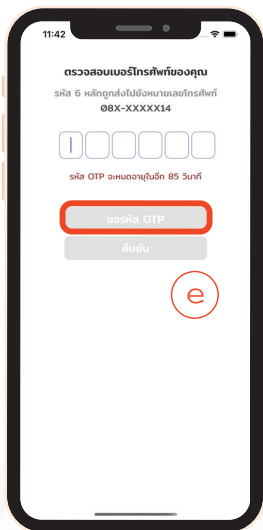 11:42
ตรวจสอบเบอร์โทรศัพท์ของคุณ
รหัส 6 หลักถูกส่งไปยังหมายเลขโทรศัพท์
08X-XXXXX14
รหัส OTP จะหมดอายุในอีก 85 วินาที
ขอรหัส OTP
ยืนยัน
e